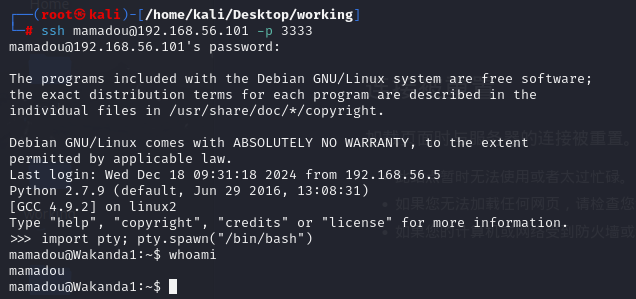 ┌──(root㉿kali)-[/home/kali/Desktop/working]
└─# ssh mamadou@192.168.56.101 -p 3333
mamadou@192.168.56.101's password:
The programs included with the Debian GNU/Linux system are free software;
the exact distribution terms for each program are described in the
individual files in /usr/share/doc/*/copyright.
Debian GNU/Linux comes with ABSOLUTELY NO WARRANTY, to the extent
permitted by applicable law.
Last login: Wed Dec 18 09:31:18 2024 from 192.168.56.5
Python 2.7.9 (default, Jun 29 2016, 13:08:31)
[GCC 4.9.2] on linux2
Type "help", "copyright", "credits" or "license" for more information.
>>> import pty; pty.spawn("/bin/bash")
mamadou@Wakanda1:~$ whoami
mamadou
mamadou@Wakanda1:~$